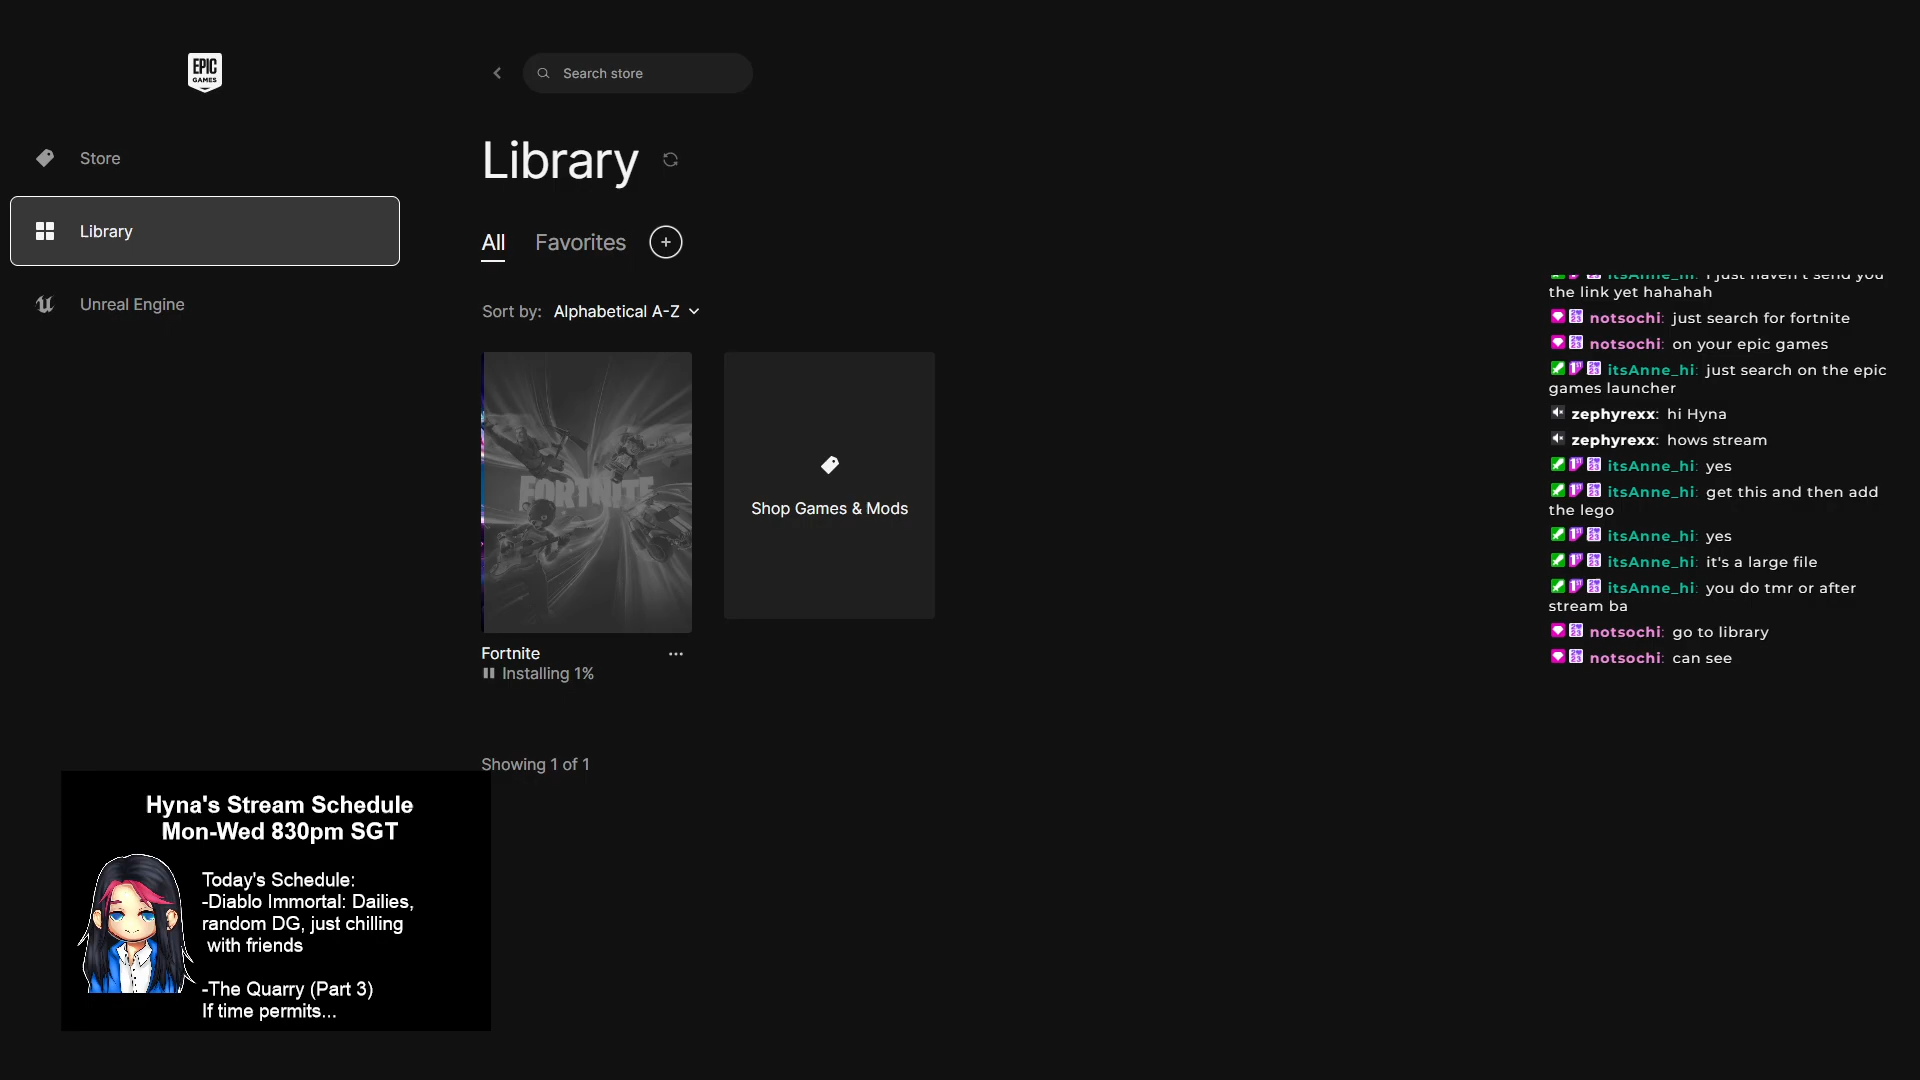 EPIC
GAMES
Search store
Store
Library
Unreal Engine
Library
All
Favorites
Sort by: Alphabetical A-Z
FORTNITE
Shop Games & Mods
Fortnite
Installing 1%
Showing 1 of 1
Hyna's Stream Schedule
Mon-Wed 830pm SGT
Today's Schedule:
-Diablo Immortal: Dailies,
random DG, just chilling
with friends
-The Quarry (Part 3)
If time permits...
itsAnne_hi: I just haven't send you
the link yet hahahah
notsochi: just search for fortnite
notsochi: on your epic games
itsAnne_hi: just search on the epic
games launcher
zephyrexx: hi Hyna
zephyrexx: hows stream
itsAnne_hi: yes
itsAnne_hi: get this and then add
the lego
itsAnne_hi: yes
itsAnne_hi: it's a large file
itsAnne_hi: you do tmr or after
stream ba
notsochi: go to library
notsochi: can see